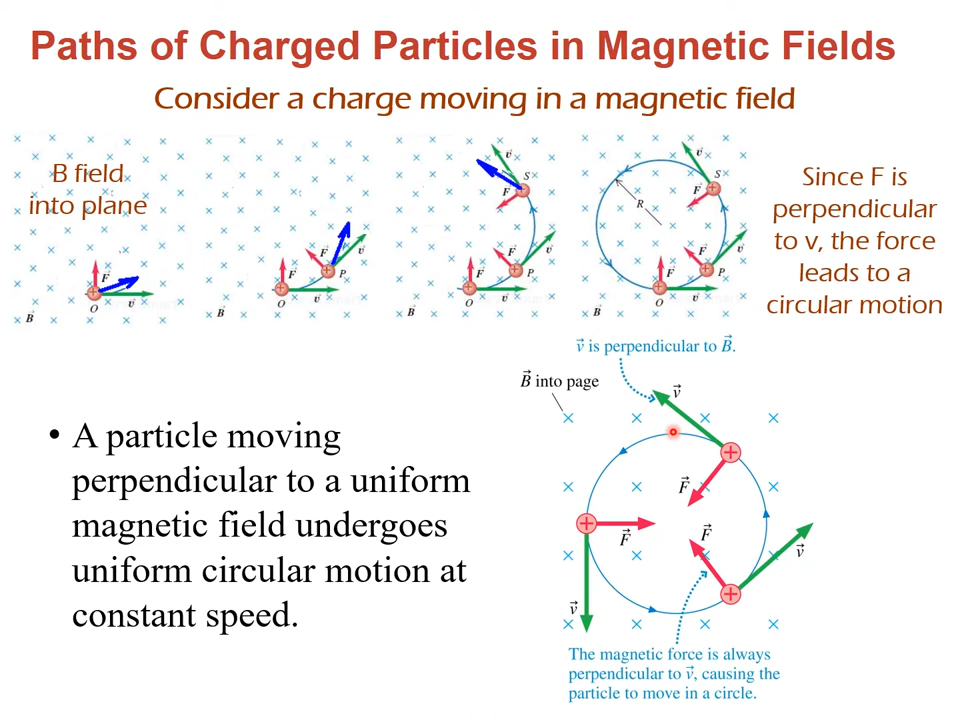 Paths of Charged Particles in Magnetic Fields
Consider a charge moving in a magnetic field
B field
into plane
F
O
v
B
F
F
P
v
O
v
B
v
S
F
F
F
P
v
O
v
B
v
S
F
R
F
F
P
v
O
v
B
Since F is
perpendicular
to v, the force
leads to a
circular motion
v⃗ is perpendicular to B⃗.
B⃗ into page
v⃗
F⃗
F⃗
F⃗
v⃗
v⃗
• A particle moving
perpendicular to a uniform
magnetic field undergoes
uniform circular motion at
constant speed.
The magnetic force is always
perpendicular to v⃗, causing the
particle to move in a circle.